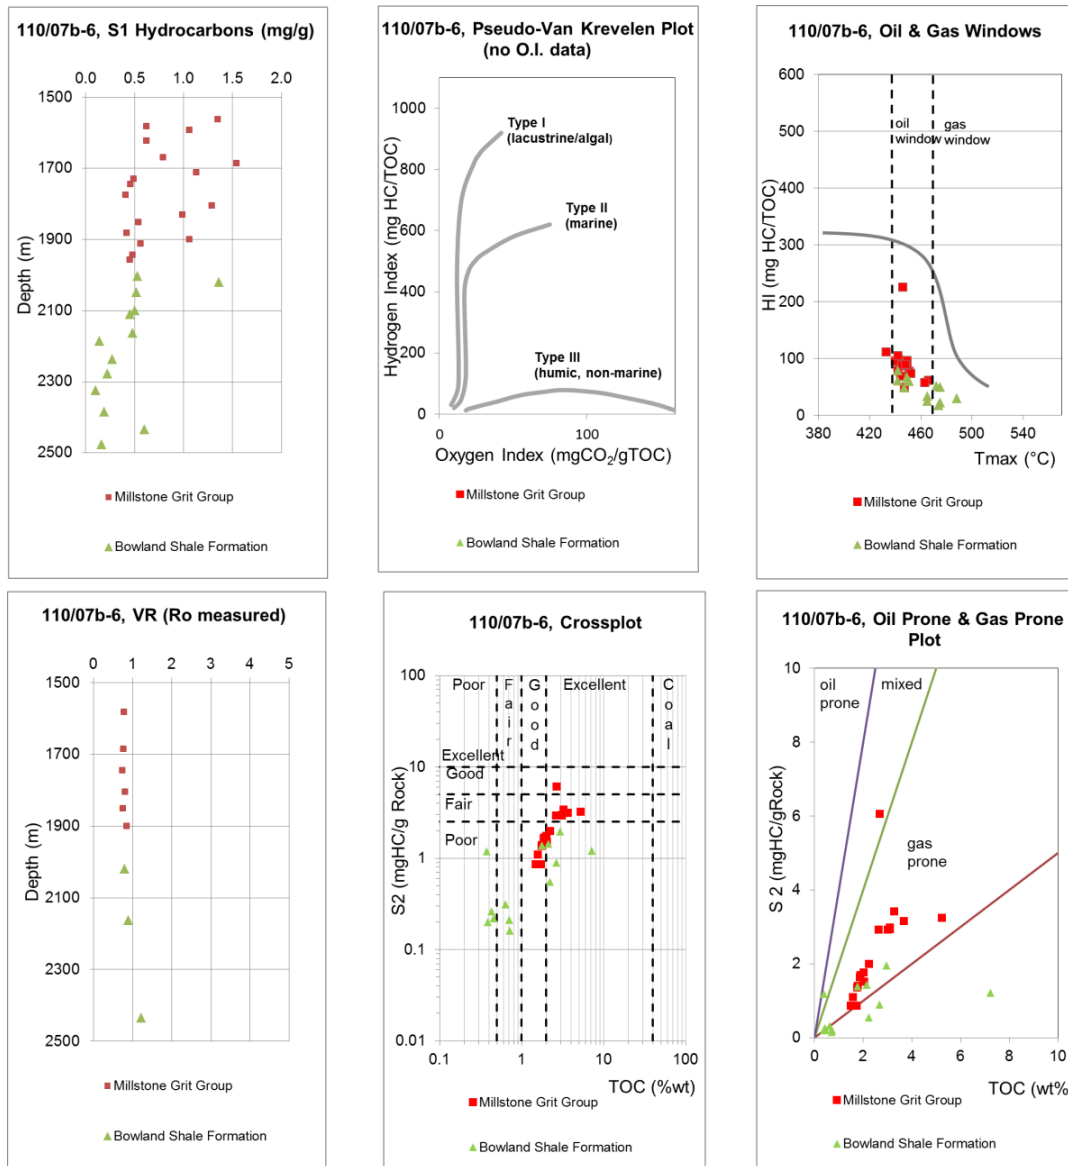 110/07b-6, S1 Hydrocarbons (mg/g)
0.0 0.5 1.0 1.5 2.0
1500
1700
1900
2100
2300
2500
Depth (m)
Millstone Grit Group
Bowland Shale Formation
110/07b-6, Pseudo-Van Krevelen Plot
(no O.I. data)
1000
800
600
400
200
0
Hydrogen Index (mg HC/TOC)
Type I
(lacustrine/algal)
Type II
(marine)
Type III
(humic, non-marine)
0 100
Oxygen Index (mgCO₂/gTOC)
Millstone Grit Group
Bowland Shale Formation
110/07b-6, Oil & Gas Windows
600
500
400
300
200
100
0
HI (mg HC/TOC)
oil
window
gas
window
380 420 460 500 540
Tmax (°C)
Millstone Grit Group
Bowland Shale Formation
110/07b-6, VR (Ro measured)
0 1 2 3 4 5
1500
1700
1900
2100
2300
2500
Depth (m)
Millstone Grit Group
Bowland Shale Formation
110/07b-6, Crossplot
100
10
1
0.1
0.01
S2 (mgHC/g Rock)
Poor
Fair
Good
Excellent
Coal
Excellent
Good
Fair
Poor
0.1 1 10 100
TOC (%wt)
Millstone Grit Group
Bowland Shale Formation
110/07b-6, Oil Prone & Gas Prone
Plot
10
8
6
4
2
0
S 2 (mgHC/gRock)
oil
prone
mixed
gas
prone
0 2 4 6 8 10
TOC (wt%
Millstone Grit Group
Bowland Shale Formation